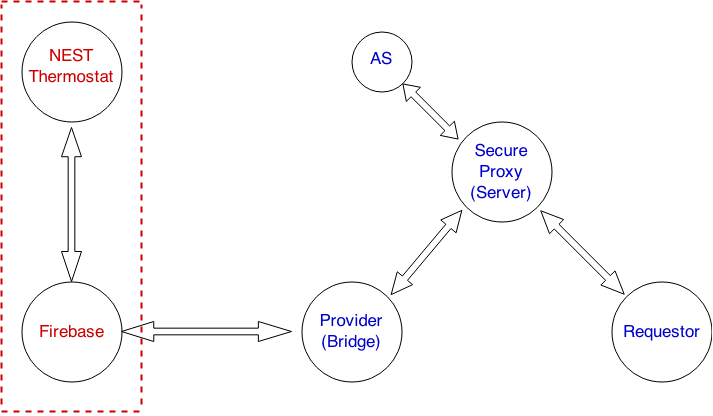 NEST
Thermostat
AS
Secure
Proxy
(Server)
Firebase
Provider
(Bridge)
Requestor